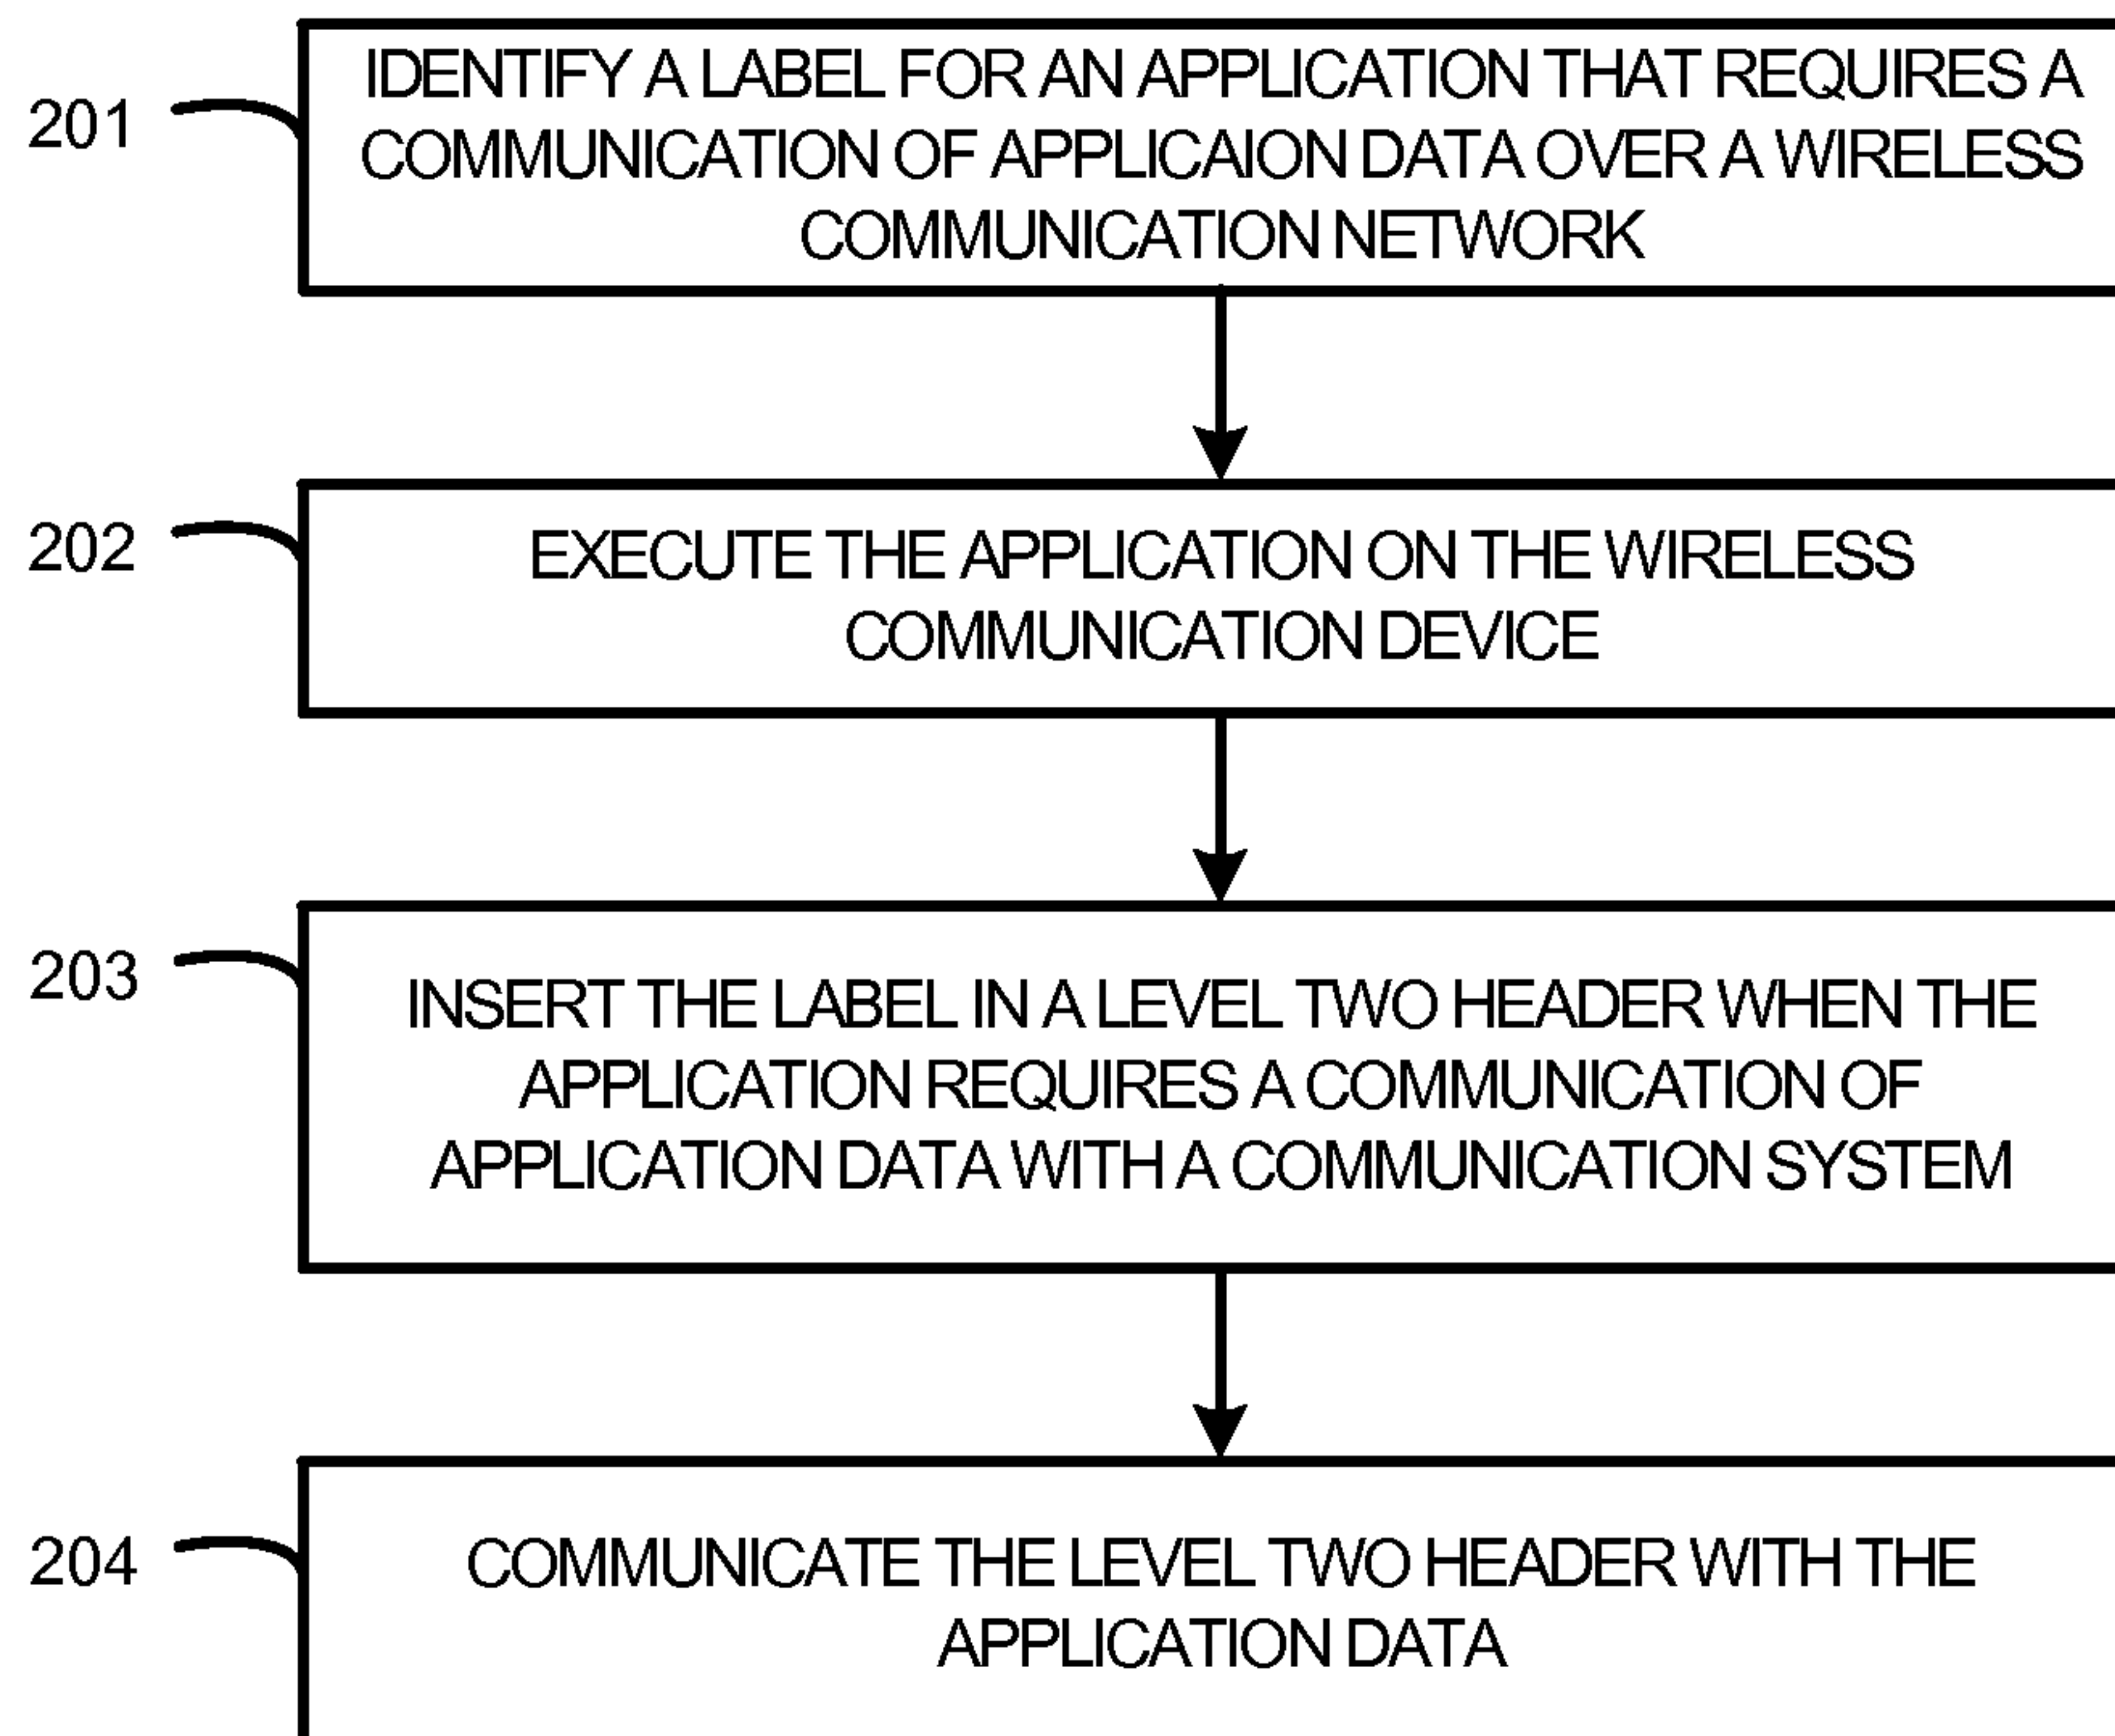 201
IDENTIFY A LABEL FOR AN APPLICATION THAT REQUIRES A
COMMUNICATION OF APPLICAION DATA OVER A WIRELESS
COMMUNICATION NETWORK
202
EXECUTE THE APPLICATION ON THE WIRELESS
COMMUNICATION DEVICE
203
INSERT THE LABEL IN A LEVEL TWO HEADER WHEN THE
APPLICATION REQUIRES A COMMUNICATION OF
APPLICATION DATA WITH A COMMUNICATION SYSTEM
204
COMMUNICATE THE LEVEL TWO HEADER WITH THE
APPLICATION DATA